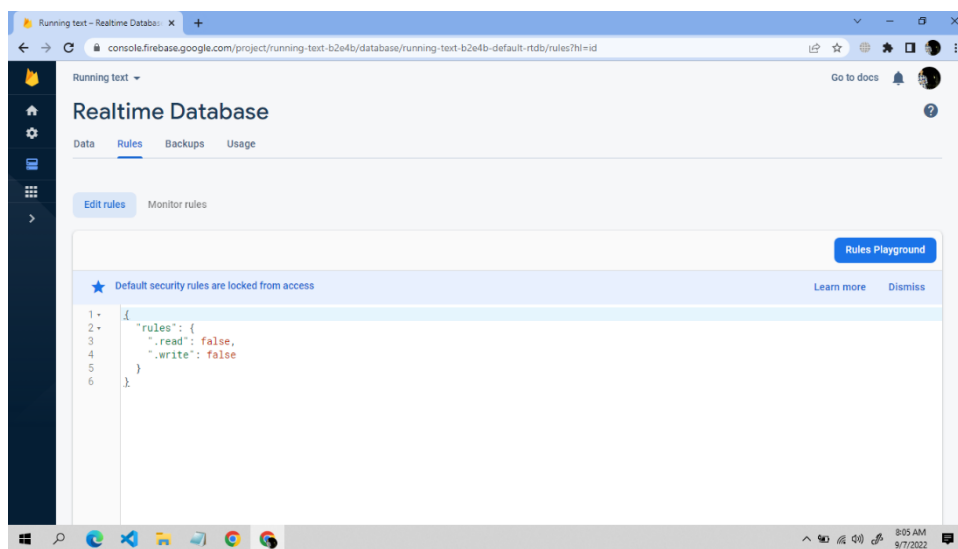 Running text – Realtime Databas
console.firebase.google.com/project/running-text-b2e4b/database/running-text-b2e4b-default-rtdb/rules?hl=id
Running text
Go to docs
Realtime Database
Data Rules Backups Usage
Edit rules Monitor rules
Rules Playground
Default security rules are locked from access Learn more Dismiss
1 {
2 "rules": {
3 ".read": false,
4 ".write": false
5 }
6 }
8:05 AM
9/7/2022